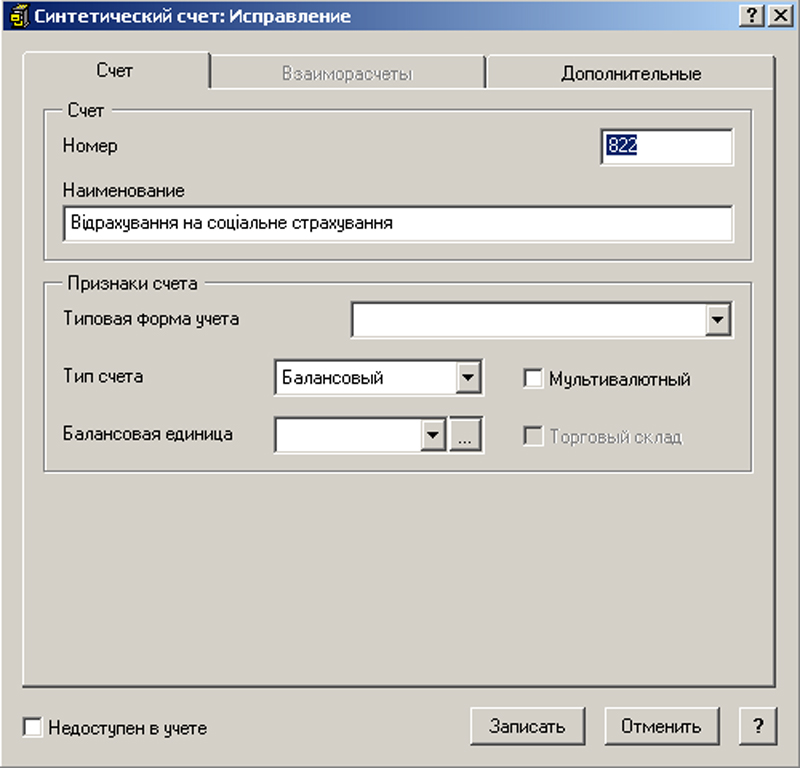 Синтетический счет: Исправление
Счет
Взаиморасчеты
Дополнительные
Счет
Номер
822
Наименование
Відрахування на соціальне страхування
Признаки счета
Типовая форма учета
Тип счета
Балансовый
Мультивалютный
Балансовая единица
...
Торговый склад
Недоступен в учете
Записать
Отменить
?